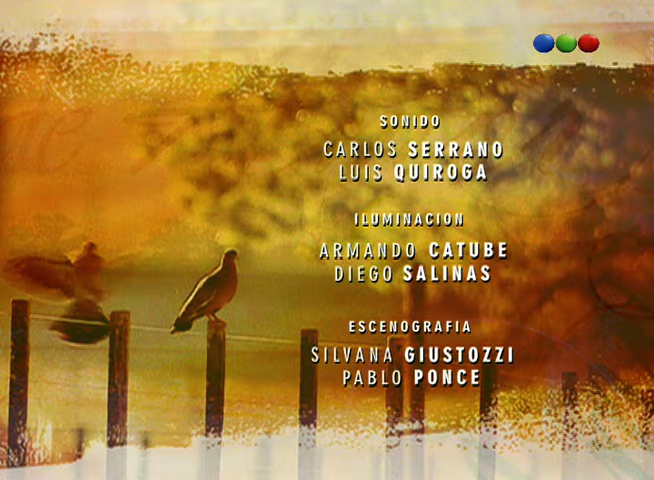 SONIDO
CARLOS SERRANO
LUIS QUIROGA
ILUMINACION
ARMANDO CATUBE
DIEGO SALINAS
ESCENOGRAFIA
SILVANA GIUSTOZZI
PABLO PONCE